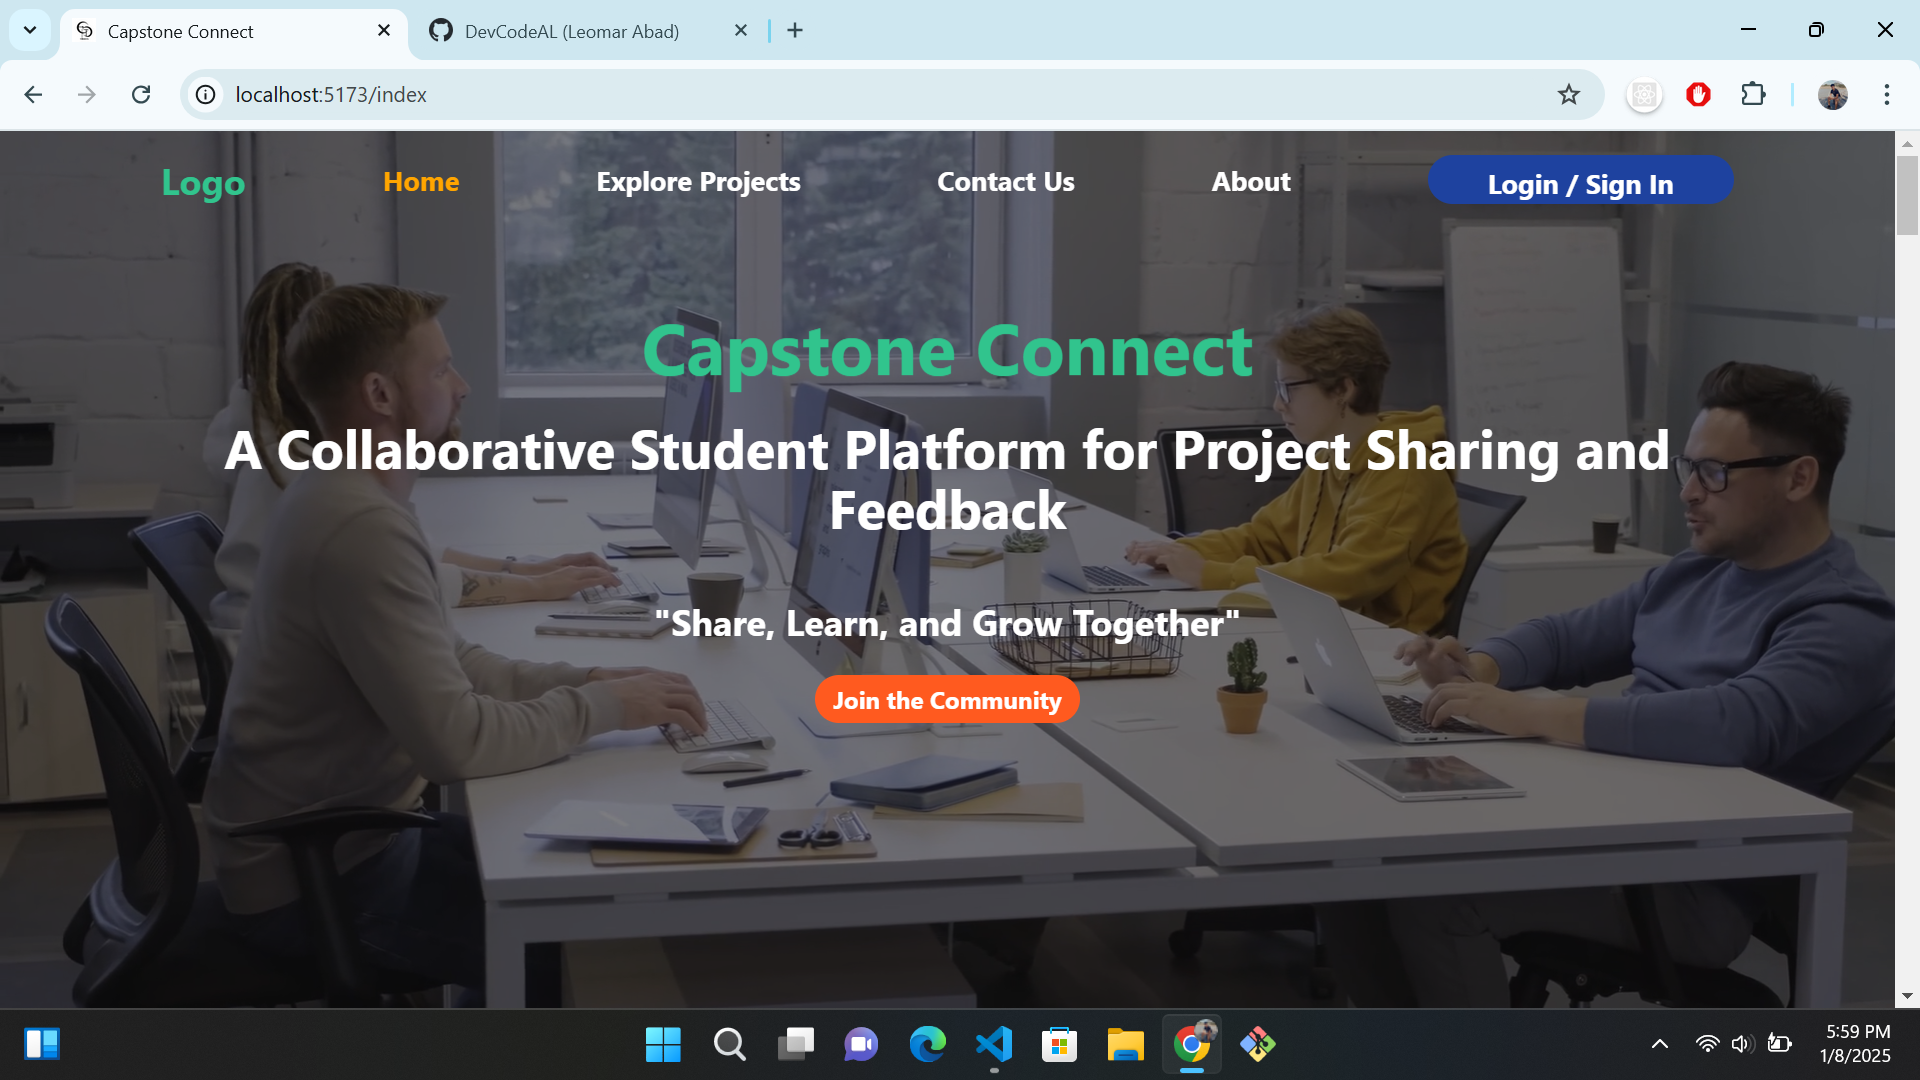 Capstone Connect
DevCodeAL (Leomar Abad)
localhost:5173/index
Logo
Home
Explore Projects
Contact Us
About
Login / Sign In
Capstone Connect
A Collaborative Student Platform for Project Sharing and
Feedback
"Share, Learn, and Grow Together"
Join the Community
5:59 PM
1/8/2025